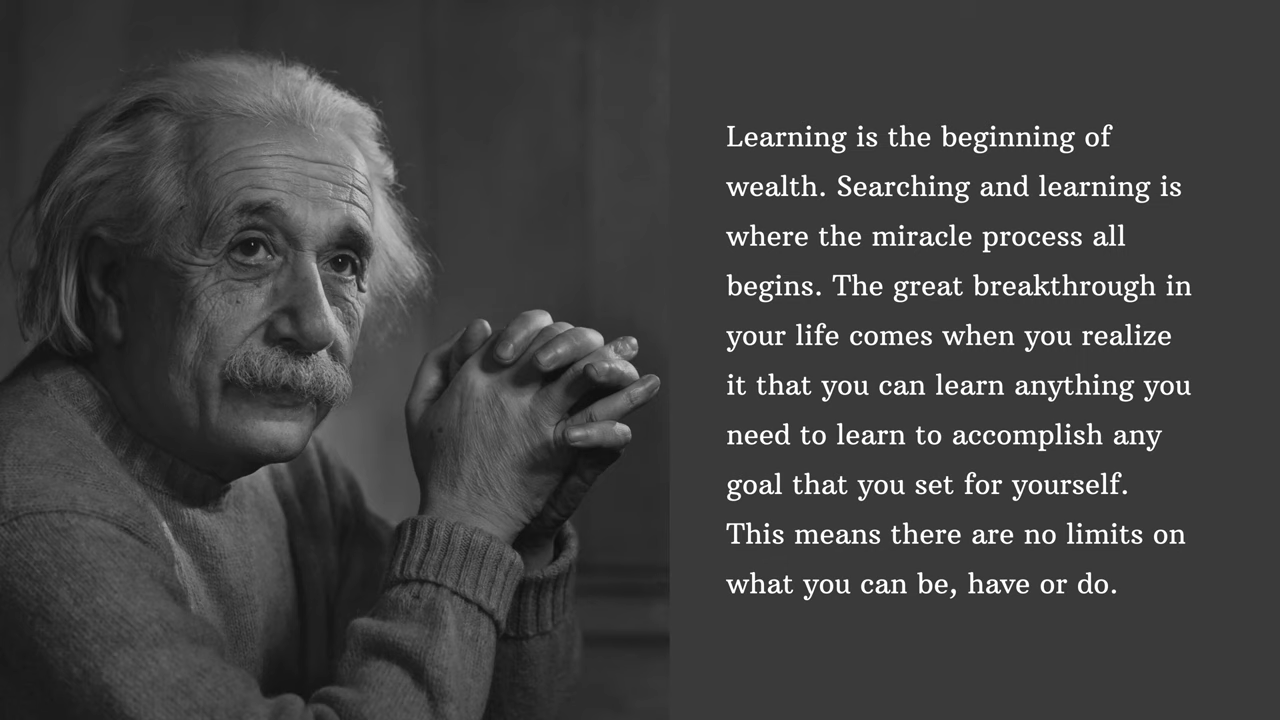 Learning is the beginning of
wealth. Searching and learning is
where the miracle process all
begins. The great breakthrough in
your life comes when you realize
it that you can learn anything you
need to learn to accomplish any
goal that you set for yourself.
This means there are no limits on
what you can be, have or do.